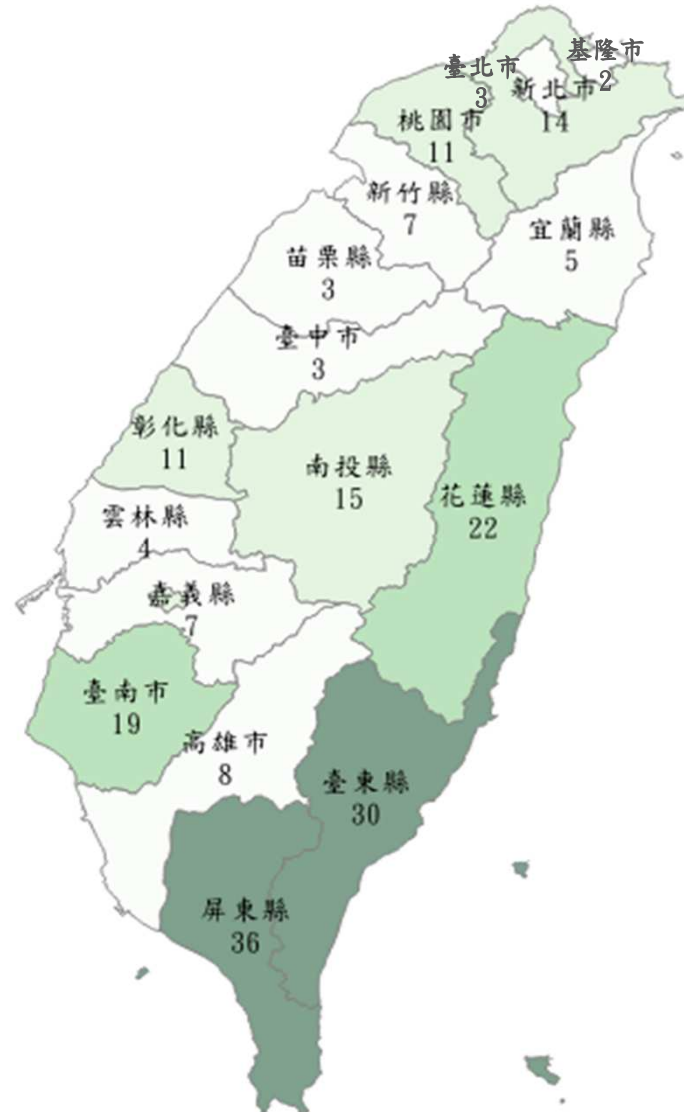 基隆市
2
臺北市
3
新北市
14
桃園市
11
新竹縣
7
宜蘭縣
5
苗栗縣
3
臺中市
3
彰化縣
11
南投縣
15
花蓮縣
22
雲林縣
4
嘉義縣
7
臺南市
19
高雄市
8
臺東縣
30
屏東縣
36